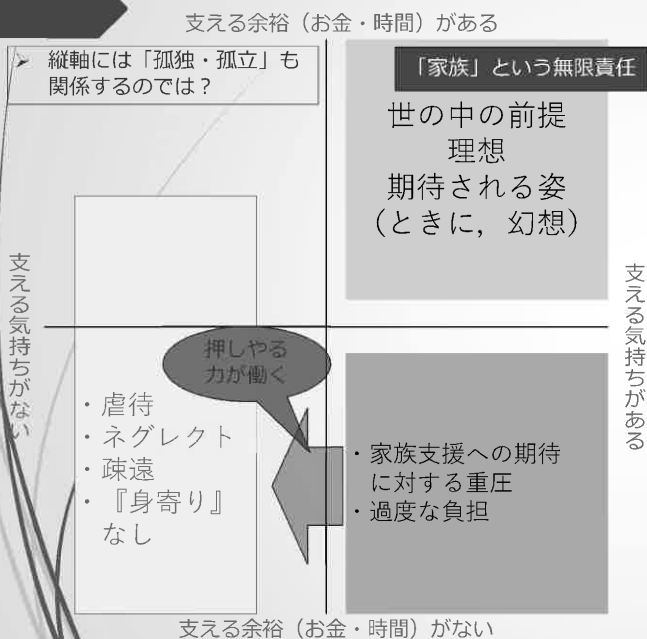 支える余裕（お金・時間）がある
➢ 縦軸には「孤独・孤立」も
関係するのでは？
「家族」という無限責任
世の中の前提
理想
期待される姿
（ときに，幻想）
支える気持ちがない
支える気持ちがある
押しやる
力が働く
・虐待
・ネグレクト
・疎遠
・『身寄り』
なし
・家族支援への期待
に対する重圧
・過度な負担
支える余裕（お金・時間）がない